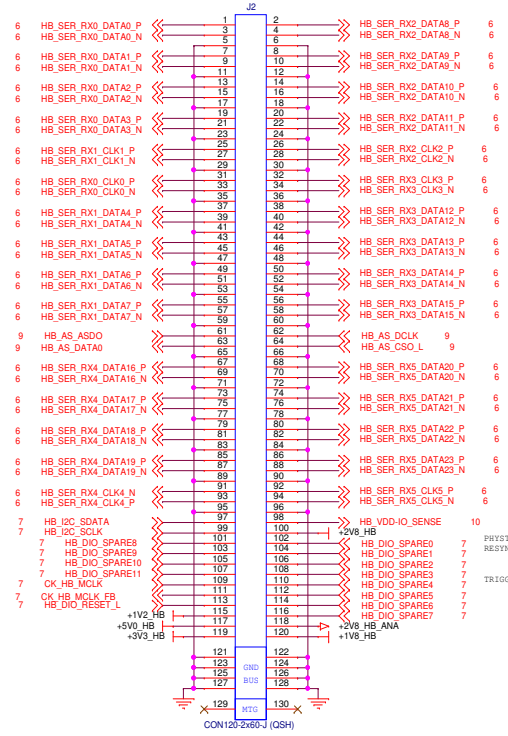 J2
6 HB_SER_RX0_DATA0_P 1 2 HB_SER_RX2_DATA8_P 6
6 HB_SER_RX0_DATA0_N 3 4 HB_SER_RX2_DATA8_N 6
5 6
6 HB_SER_RX0_DATA1_P 7 8 HB_SER_RX2_DATA9_P 6
6 HB_SER_RX0_DATA1_N 9 10 HB_SER_RX2_DATA9_N 6
11 12
6 HB_SER_RX0_DATA2_P 13 14 HB_SER_RX2_DATA10_P 6
6 HB_SER_RX0_DATA2_N 15 16 HB_SER_RX2_DATA10_N 6
17 18
6 HB_SER_RX0_DATA3_P 19 20 HB_SER_RX2_DATA11_P 6
6 HB_SER_RX0_DATA3_N 21 22 HB_SER_RX2_DATA11_N 6
23 24
6 HB_SER_RX1_CLK1_P 25 26 HB_SER_RX2_CLK2_P 6
6 HB_SER_RX1_CLK1_N 27 28 HB_SER_RX2_CLK2_N 6
29 30
6 HB_SER_RX0_CLK0_P 31 32 HB_SER_RX3_CLK3_P 6
6 HB_SER_RX0_CLK0_N 33 34 HB_SER_RX3_CLK3_N 6
35 36
6 HB_SER_RX1_DATA4_P 37 38 HB_SER_RX3_DATA12_P 6
6 HB_SER_RX1_DATA4_N 39 40 HB_SER_RX3_DATA12_N 6
41 42
6 HB_SER_RX1_DATA5_P 43 44 HB_SER_RX3_DATA13_P 6
6 HB_SER_RX1_DATA5_N 45 46 HB_SER_RX3_DATA13_N 6
47 48
6 HB_SER_RX1_DATA6_P 49 50 HB_SER_RX3_DATA14_P 6
6 HB_SER_RX1_DATA6_N 51 52 HB_SER_RX3_DATA14_N 6
53 54
6 HB_SER_RX1_DATA7_P 55 56 HB_SER_RX3_DATA15_P 6
6 HB_SER_RX1_DATA7_N 57 58 HB_SER_RX3_DATA15_N 6
59 60
9 HB_AS_ASDO 61 62 HB_AS_DCLK 9
9 HB_AS_DATA0 63 64 HB_AS_CSO_L 9
65 66
6 HB_SER_RX4_DATA16_P 67 68 HB_SER_RX5_DATA20_P 6
6 HB_SER_RX4_DATA16_N 69 70 HB_SER_RX5_DATA20_N 6
71 72
6 HB_SER_RX4_DATA17_P 73 74 HB_SER_RX5_DATA21_P 6
6 HB_SER_RX4_DATA17_N 75 76 HB_SER_RX5_DATA21_N 6
77 78
6 HB_SER_RX4_DATA18_P 79 80 HB_SER_RX5_DATA22_P 6
6 HB_SER_RX4_DATA18_N 81 82 HB_SER_RX5_DATA22_N 6
83 84
6 HB_SER_RX4_DATA19_P 85 86 HB_SER_RX5_DATA23_P 6
6 HB_SER_RX4_DATA19_N 87 88 HB_SER_RX5_DATA23_N 6
89 90
6 HB_SER_RX4_CLK4_N 91 92 HB_SER_RX5_CLK5_P 6
6 HB_SER_RX4_CLK4_P 93 94 HB_SER_RX5_CLK5_N 6
95 96
7 HB_I2C_SDATA 97 98 HB_VDD-IO_SENSE 10
7 HB_I2C_SCLK 99 100 +2V8_HB
7 HB_DIO_SPARE8 101 102 HB_DIO_SPARE0 7 PHYST
7 HB_DIO_SPARE9 103 104 HB_DIO_SPARE1 7 RESYN
7 HB_DIO_SPARE10 105 106 HB_DIO_SPARE2 7
7 HB_DIO_SPARE11 107 108 HB_DIO_SPARE3 7
7 CK_HB_MCLK 109 110 HB_DIO_SPARE4 7 TRIGG
7 CK_HB_MCLK_FB 111 112 HB_DIO_SPARE5 7
7 HB_DIO_RESET_L 113 114 HB_DIO_SPARE6 7
+1V2_HB 115 116 HB_DIO_SPARE7 7
+5V0_HB 117 118 +2V8_HB_ANA
+3V3_HB 119 120 +1V8_HB
121 122
123 GND 124
125 BUS 126
127 128
129 MTG 130
CON120-2x60-J (QSH)